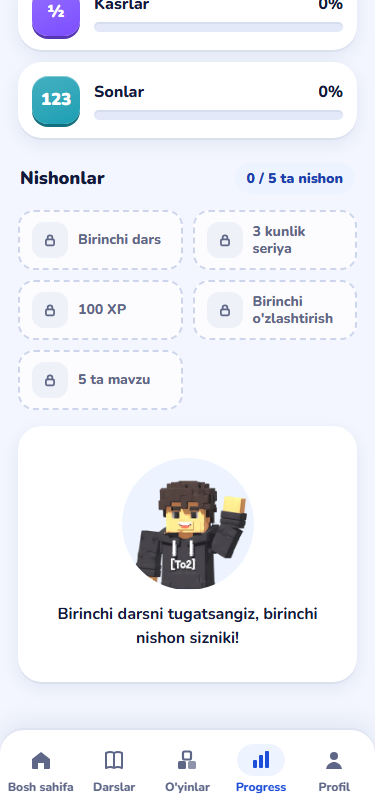 ½
Kasrlar
0%
123
Sonlar
0%
Nishonlar
0 / 5 ta nishon
Birinchi dars
3 kunlik
seriya
100 XP
Birinchi
o'zlashtirish
5 ta mavzu
[To2]
Birinchi darsni tugatsangiz, birinchi
nishon sizniki!
Bosh sahifa
Darslar
O'yinlar
Progress
Profil